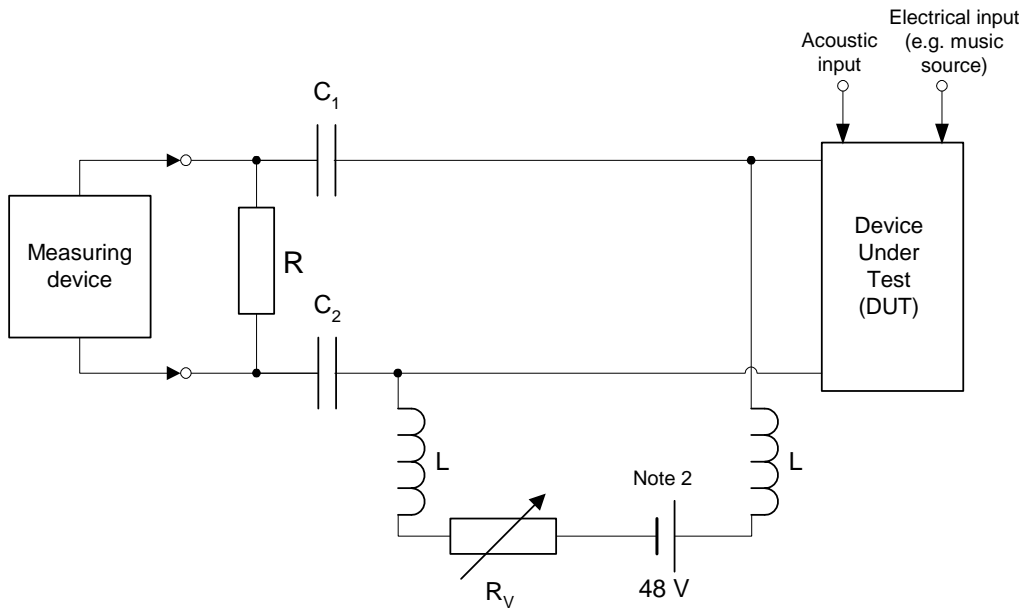 Electrical input
(e.g. music
source)
Acoustic
input
C1
Measuring
device
R
Device
Under
Test
(DUT)
C2
L
Note 2
L
RV
48 V